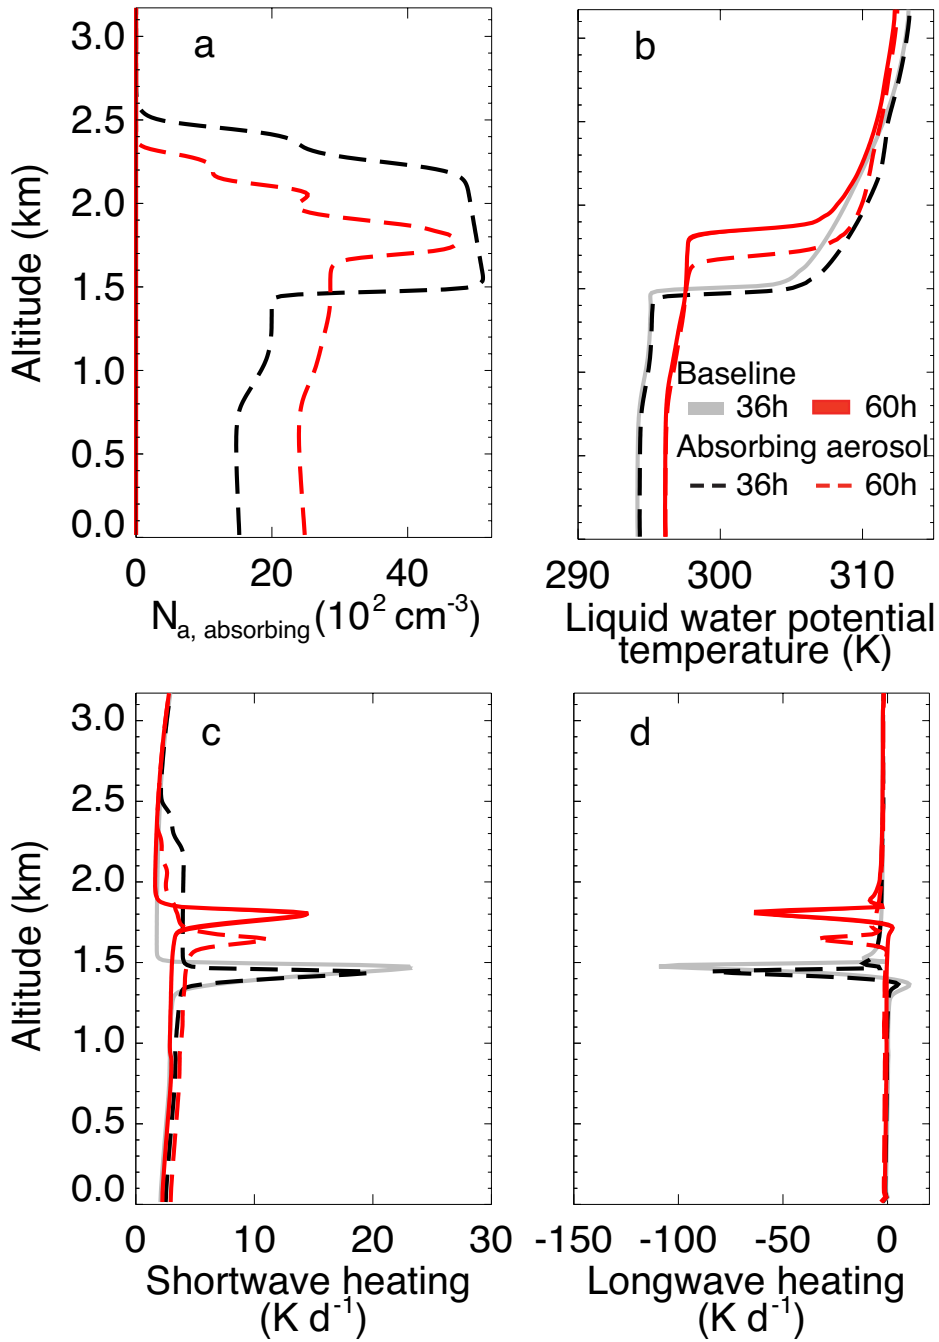 a
3.0
2.5
2.0
1.5
1.0
0.5
0.0
Altitude (km)
0 20 40
Na, absorbing (10² cm⁻³)
b
Baseline
36h 60h
Absorbing aerosol
36h 60h
290 300 310
Liquid water potential
temperature (K)
c
3.0
2.5
2.0
1.5
1.0
0.5
0.0
Altitude (km)
0 10 20 30
Shortwave heating
(K d⁻¹)
d
-150 -100 -50 0
Longwave heating
(K d⁻¹)